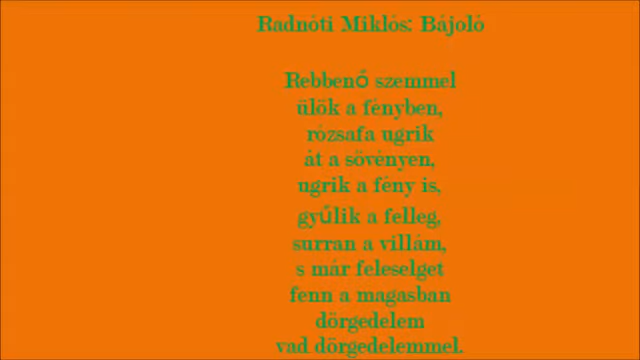 Radnóti Miklós: Bájoló
Rebbenő szemmel
ülök a fényben,
rózsafa ugrik
át a sövényen,
ugrik a fény is,
gyűlik a felleg,
surran a villám,
s már feleselget
fenn a magasban
dörgedelem
vad dörgedelemmel.